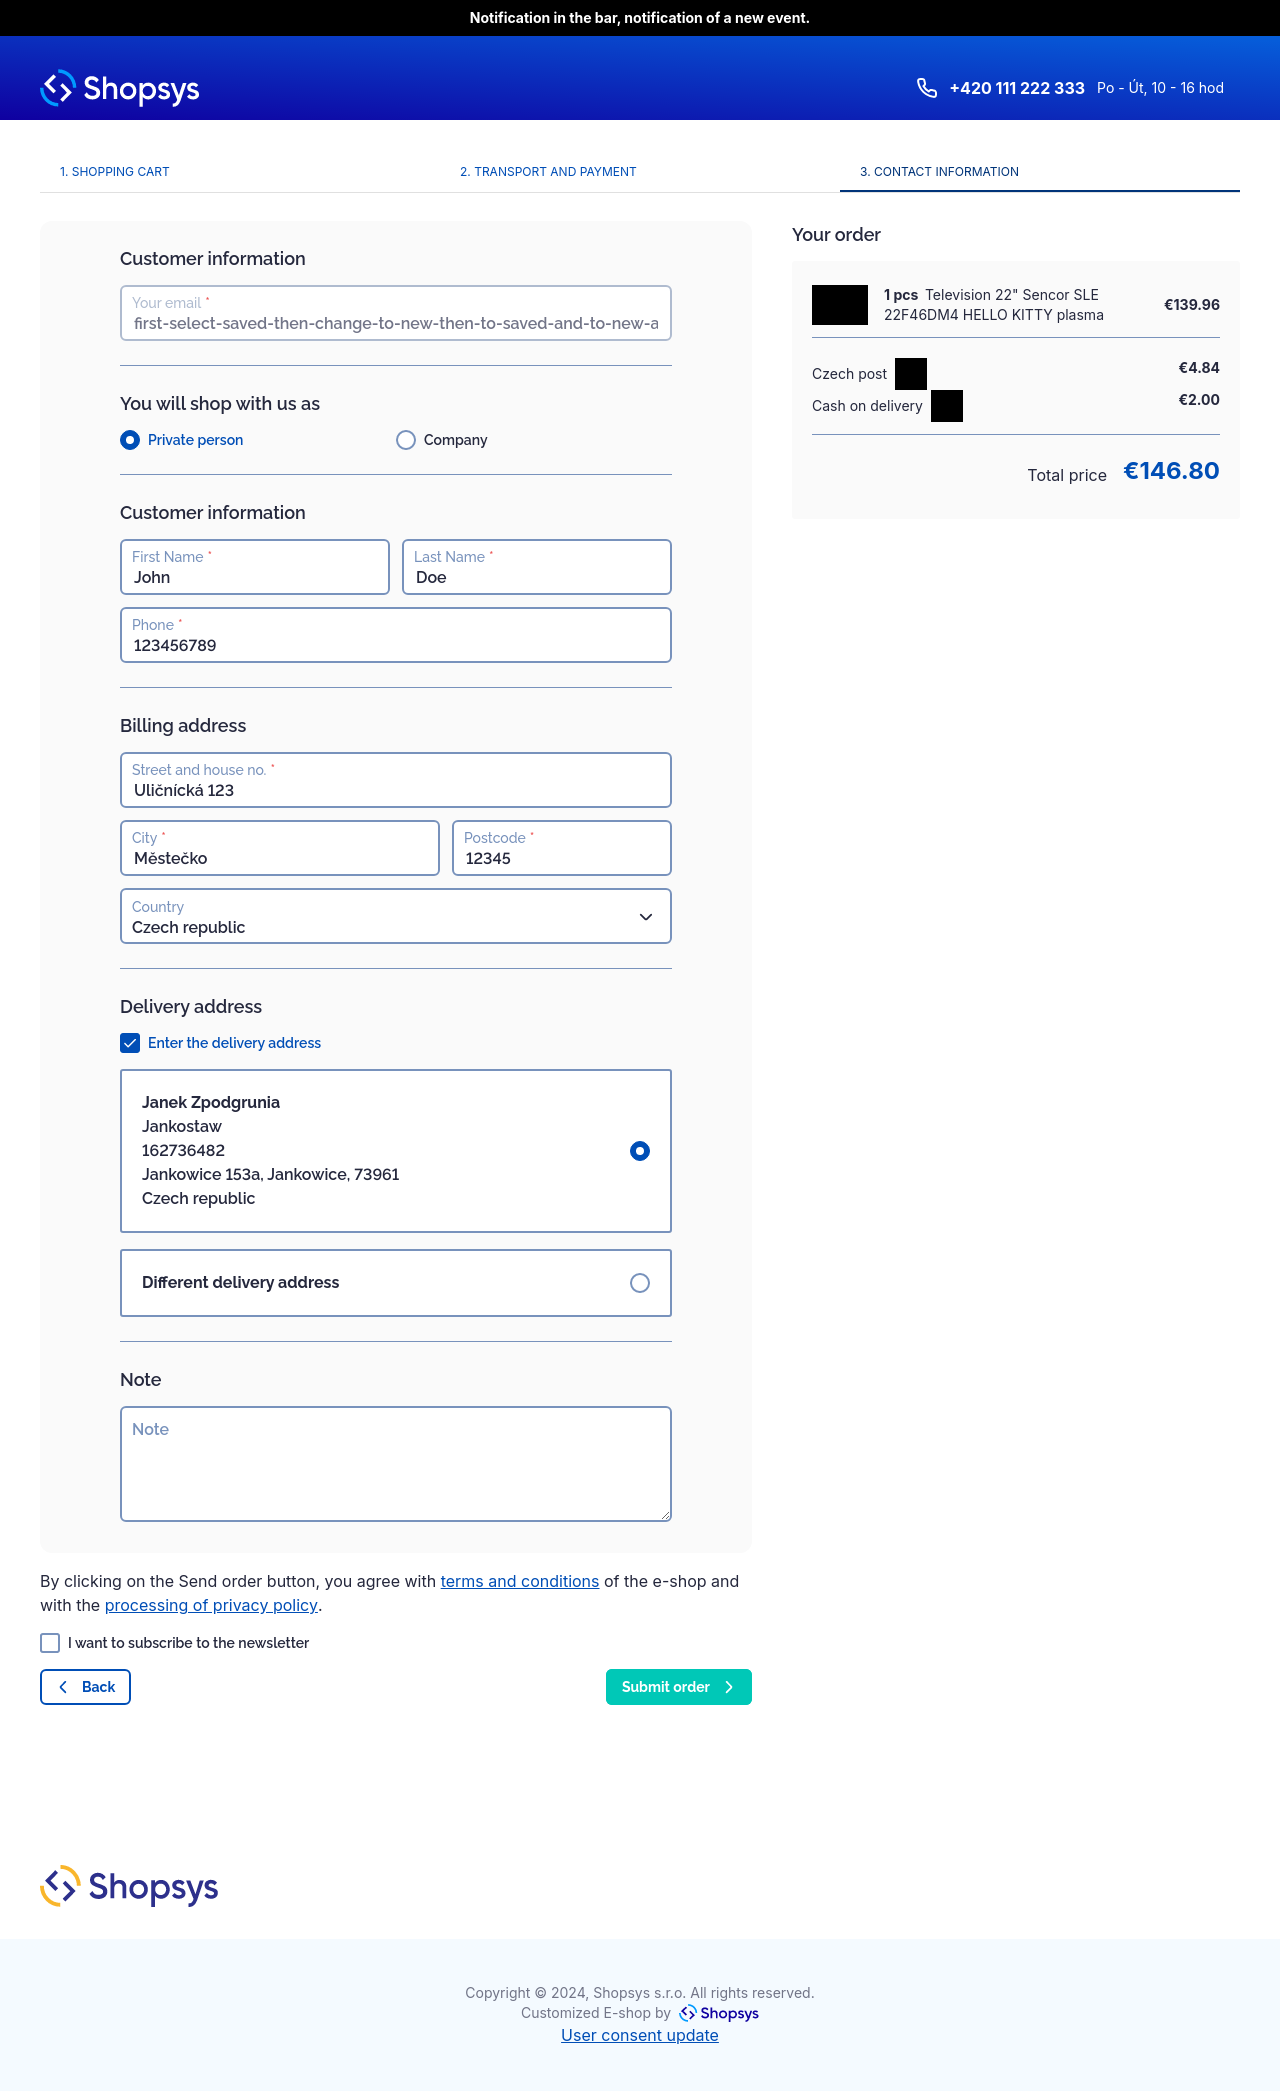 Notification in the bar, notification of a new event.
Shopsys
+420 111 222 333 Po - Út, 10 - 16 hod
1. SHOPPING CART
2. TRANSPORT AND PAYMENT
3. CONTACT INFORMATION
Customer information
Your email *
first-select-saved-then-change-to-new-then-to-saved-and-to-new-a
You will shop with us as
Private person
Company
Customer information
First Name *
John
Last Name *
Doe
Phone *
123456789
Billing address
Street and house no. *
Uličnícká 123
City *
Městečko
Postcode *
12345
Country
Czech republic
Delivery address
Enter the delivery address
Janek Zpodgrunia
Jankostaw
162736482
Jankowice 153a, Jankowice, 73961
Czech republic
Different delivery address
Note
Note
By clicking on the Send order button, you agree with terms and conditions of the e-shop and
with the processing of privacy policy.
I want to subscribe to the newsletter
Back
Submit order
Your order
1 pcs Television 22" Sencor SLE
22F46DM4 HELLO KITTY plasma
€139.96
Czech post
€4.84
Cash on delivery
€2.00
Total price €146.80
Shopsys
Copyright © 2024, Shopsys s.r.o. All rights reserved.
Customized E-shop by Shopsys
User consent update